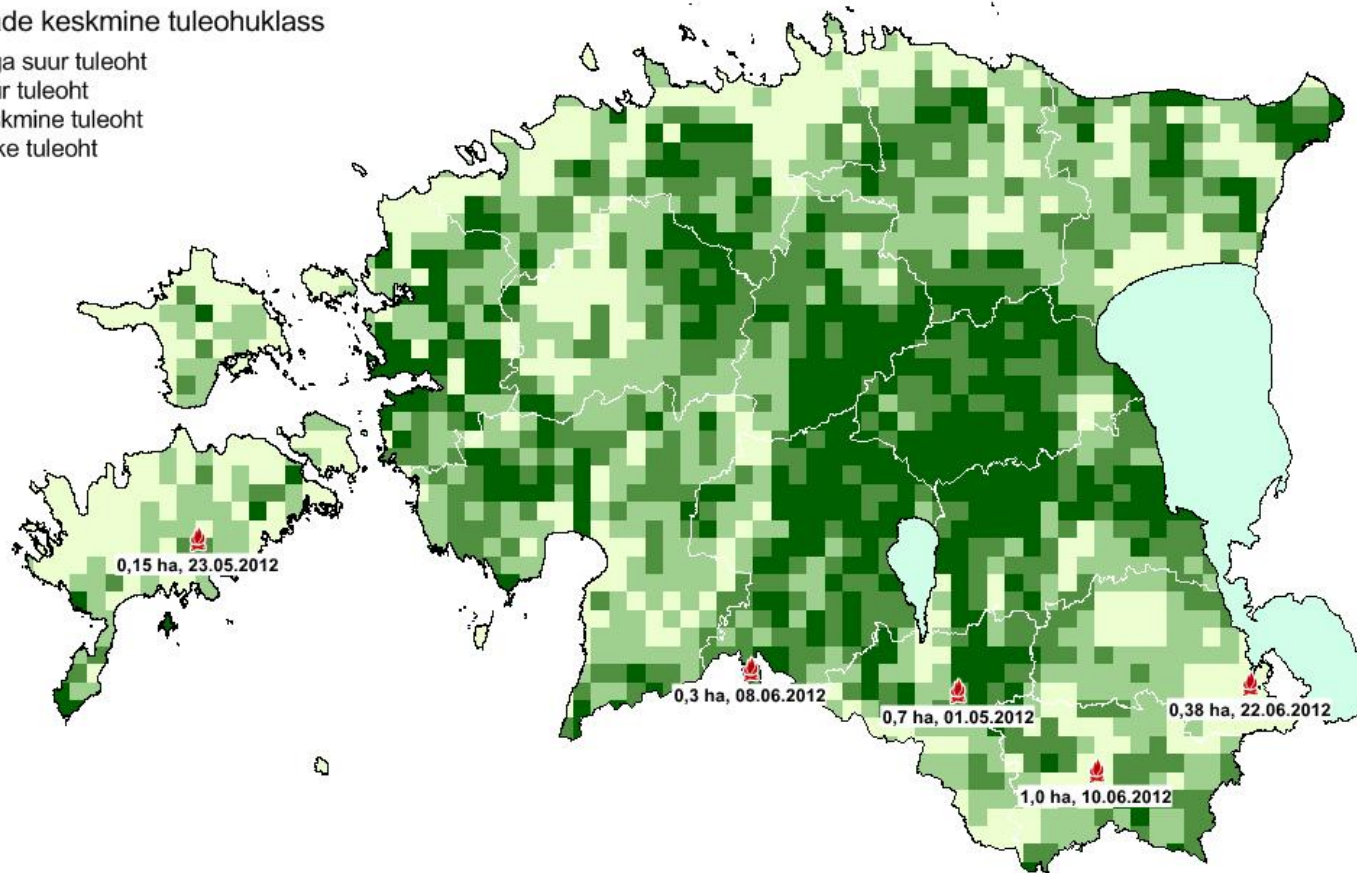 de keskmine tuleohuklass
ga suur tuleoht
r tuleoht
kmine tuleoht
ke tuleoht
0,15 ha, 23.05.2012
0,3 ha, 08.06.2012
0,7 ha, 01.05.2012
0,38 ha, 22.06.2012
1,0 ha, 10.06.2012